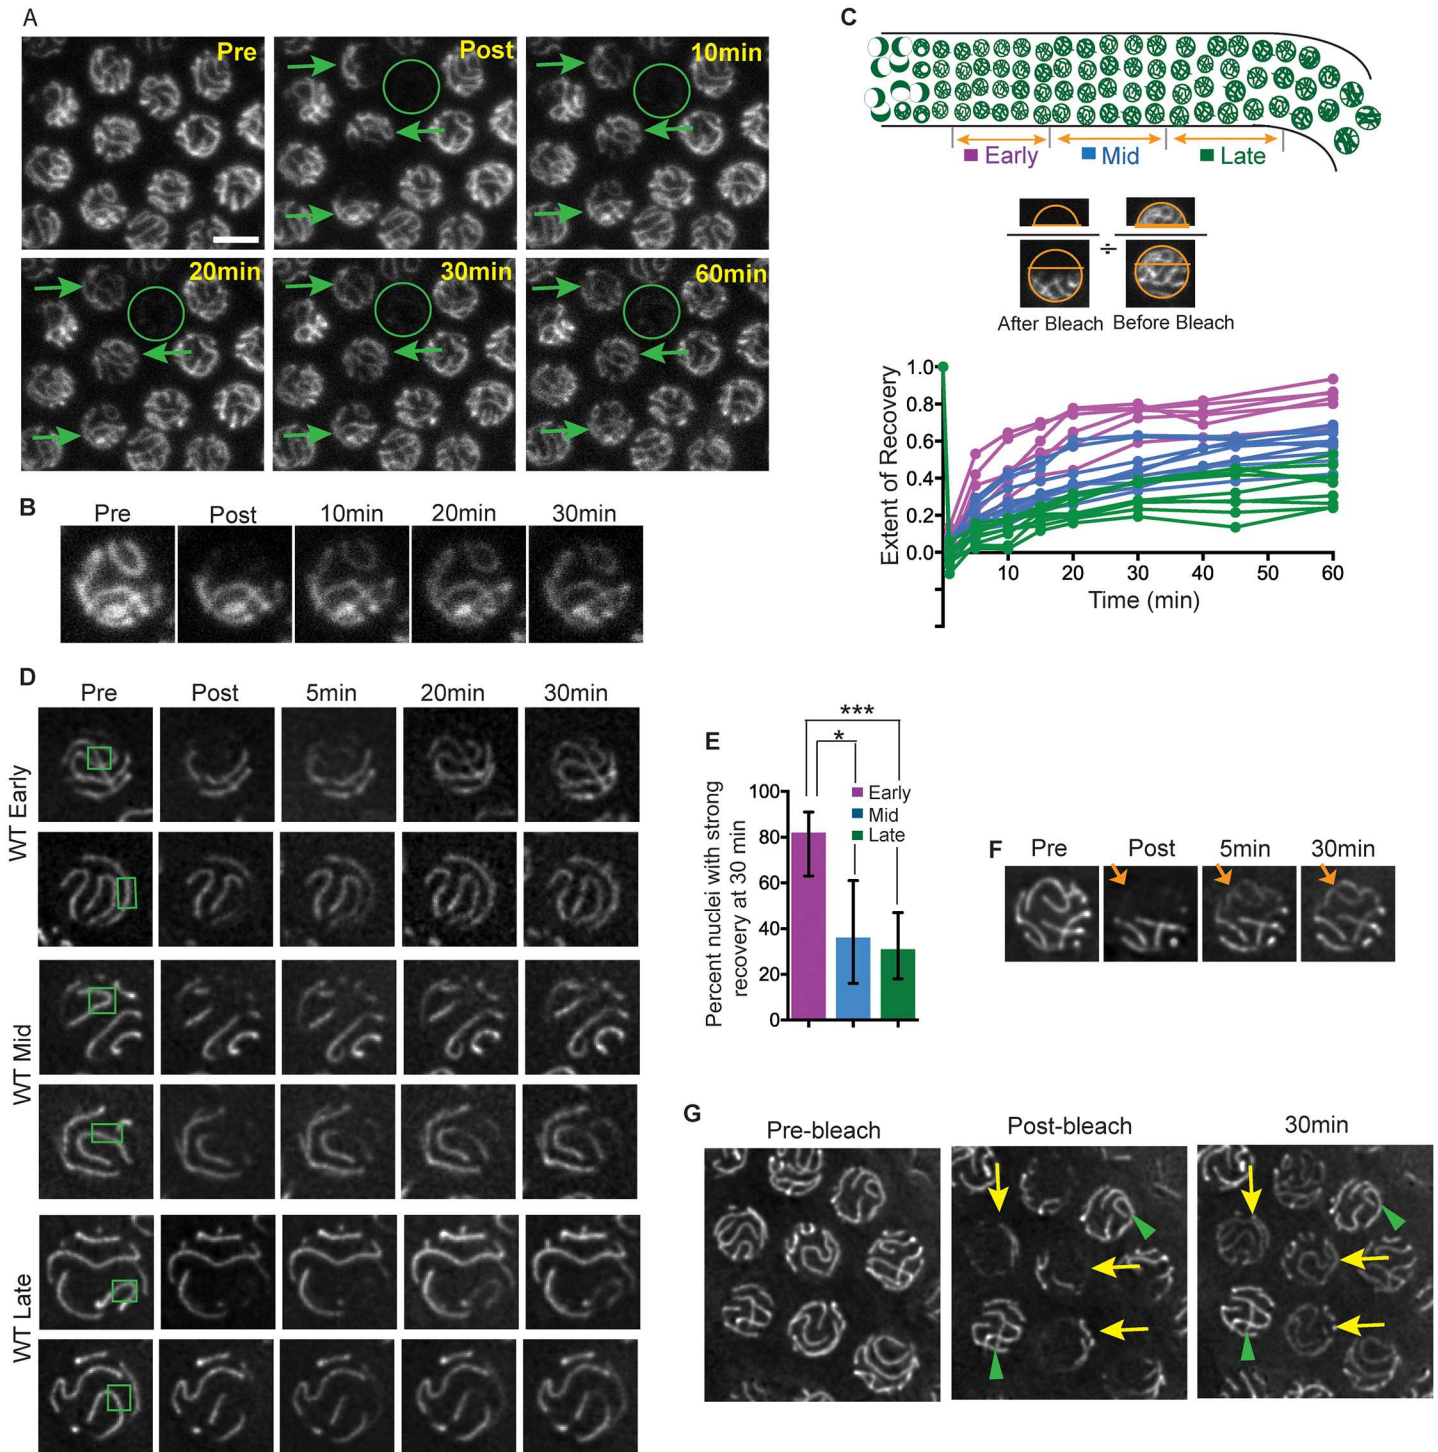 A
Pre
Post
10min
20min
30min
60min
B
Pre
Post
10min
20min
30min
C
Early
Mid
Late
÷
After Bleach
Before Bleach
Extent of Recovery
1.0
0.8
0.6
0.4
0.2
0.0
10
20
30
40
50
60
Time (min)
D
Pre
Post
5min
20min
30min
WT Early
WT Mid
WT Late
E
***
*
Percent nuclei with strong
recovery at 30 min
100
80
60
40
20
0
Early
Mid
Late
F
Pre
Post
5min
30min
G
Pre-bleach
Post-bleach
30min